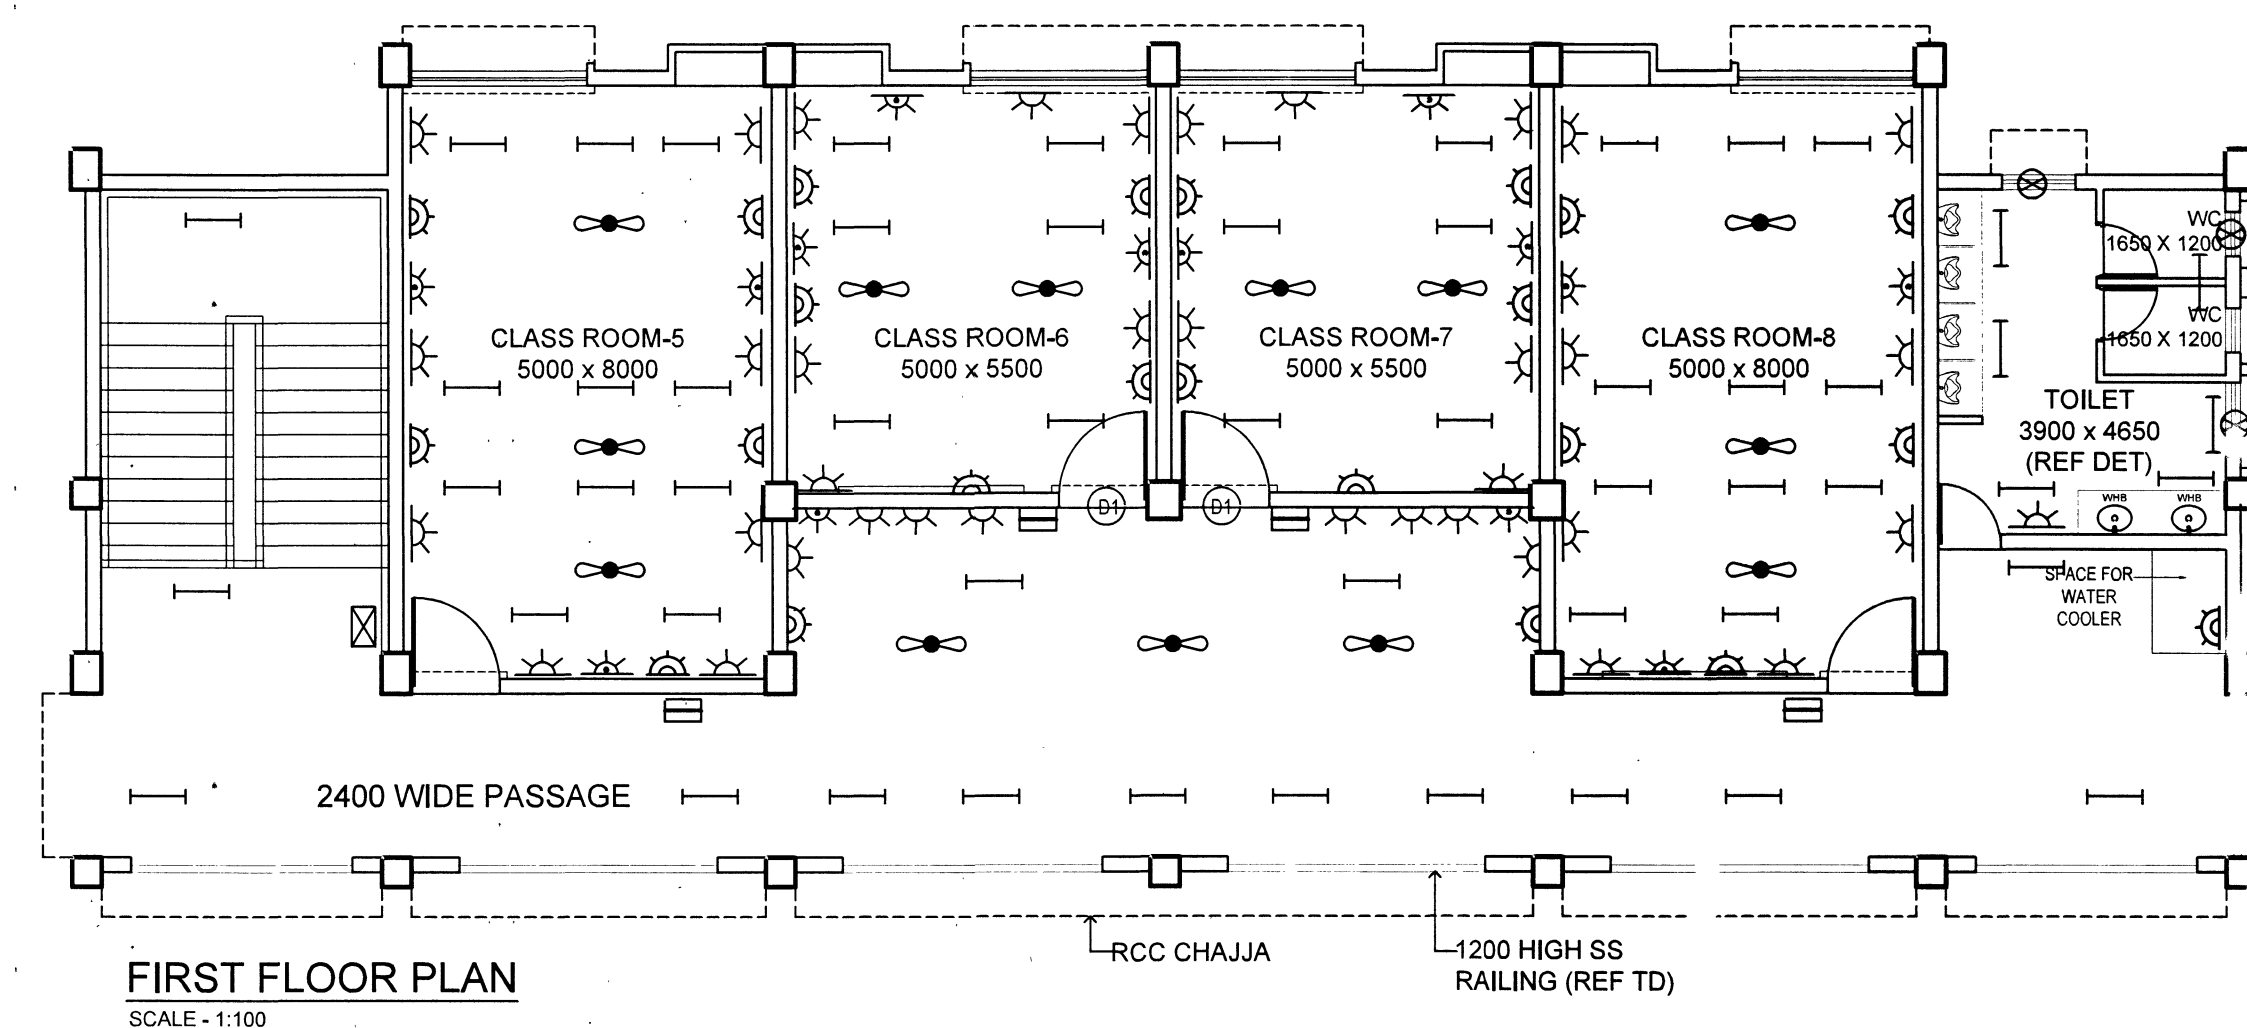 CLASS ROOM-5
5000 x 8000
CLASS ROOM-6
5000 x 5500
CLASS ROOM-7
5000 x 5500
CLASS ROOM-8
5000 x 8000
WC
1650 X 1200
WC
1650 X 1200
TOILET
3900 x 4650
(REF DET)
WHB
WHB
D1
D1
SPACE FOR
WATER
COOLER
2400 WIDE PASSAGE
RCC CHAJJA
1200 HIGH SS
RAILING (REF TD)
FIRST FLOOR PLAN
SCALE - 1:100